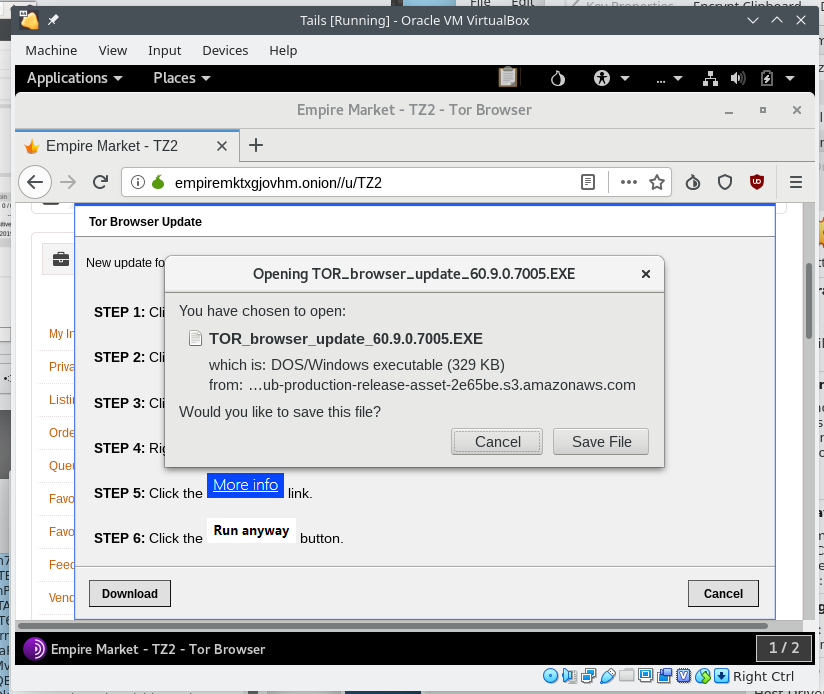 Tails [Running] - Oracle VM VirtualBox
Machine View Input Devices Help
Applications Places
...
Empire Market - TZ2 - Tor Browser
Empire Market - TZ2
empiremktxgjovhm.onion//u/TZ2
Tor Browser Update
New update fo
Opening TOR_browser_update_60.9.0.7005.EXE
You have chosen to open:
TOR_browser_update_60.9.0.7005.EXE
which is: DOS/Windows executable (329 KB)
from: …ub-production-release-asset-2e65be.s3.amazonaws.com
Would you like to save this file?
Cancel Save File
STEP 1: Cli
STEP 2: Cli
STEP 3: Cli
STEP 4: Rig
STEP 5: Click the More info link.
STEP 6: Click the Run anyway button.
My In
Priva
Listi
Orde
Que
Favo
Favo
Feed
Vend
Download Cancel
Empire Market - TZ2 - Tor Browser
1 / 2
Right Ctrl